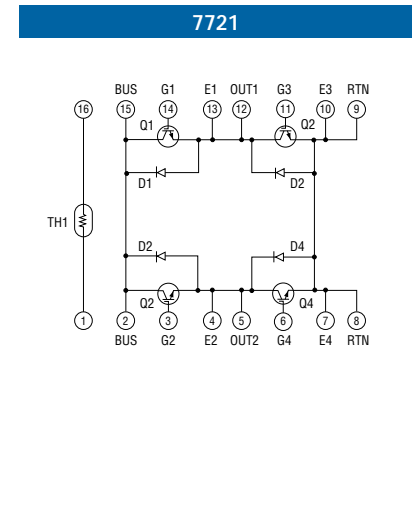 7721
BUS G1 E1 OUT1 G3 E3 RTN
16 15 14 13 12 11 10 9
Q1 Q2
D1 D2
TH1
D2 D4
Q2 Q4
1 2 3 4 5 6 7 8
BUS G2 E2 OUT2 G4 E4 RTN